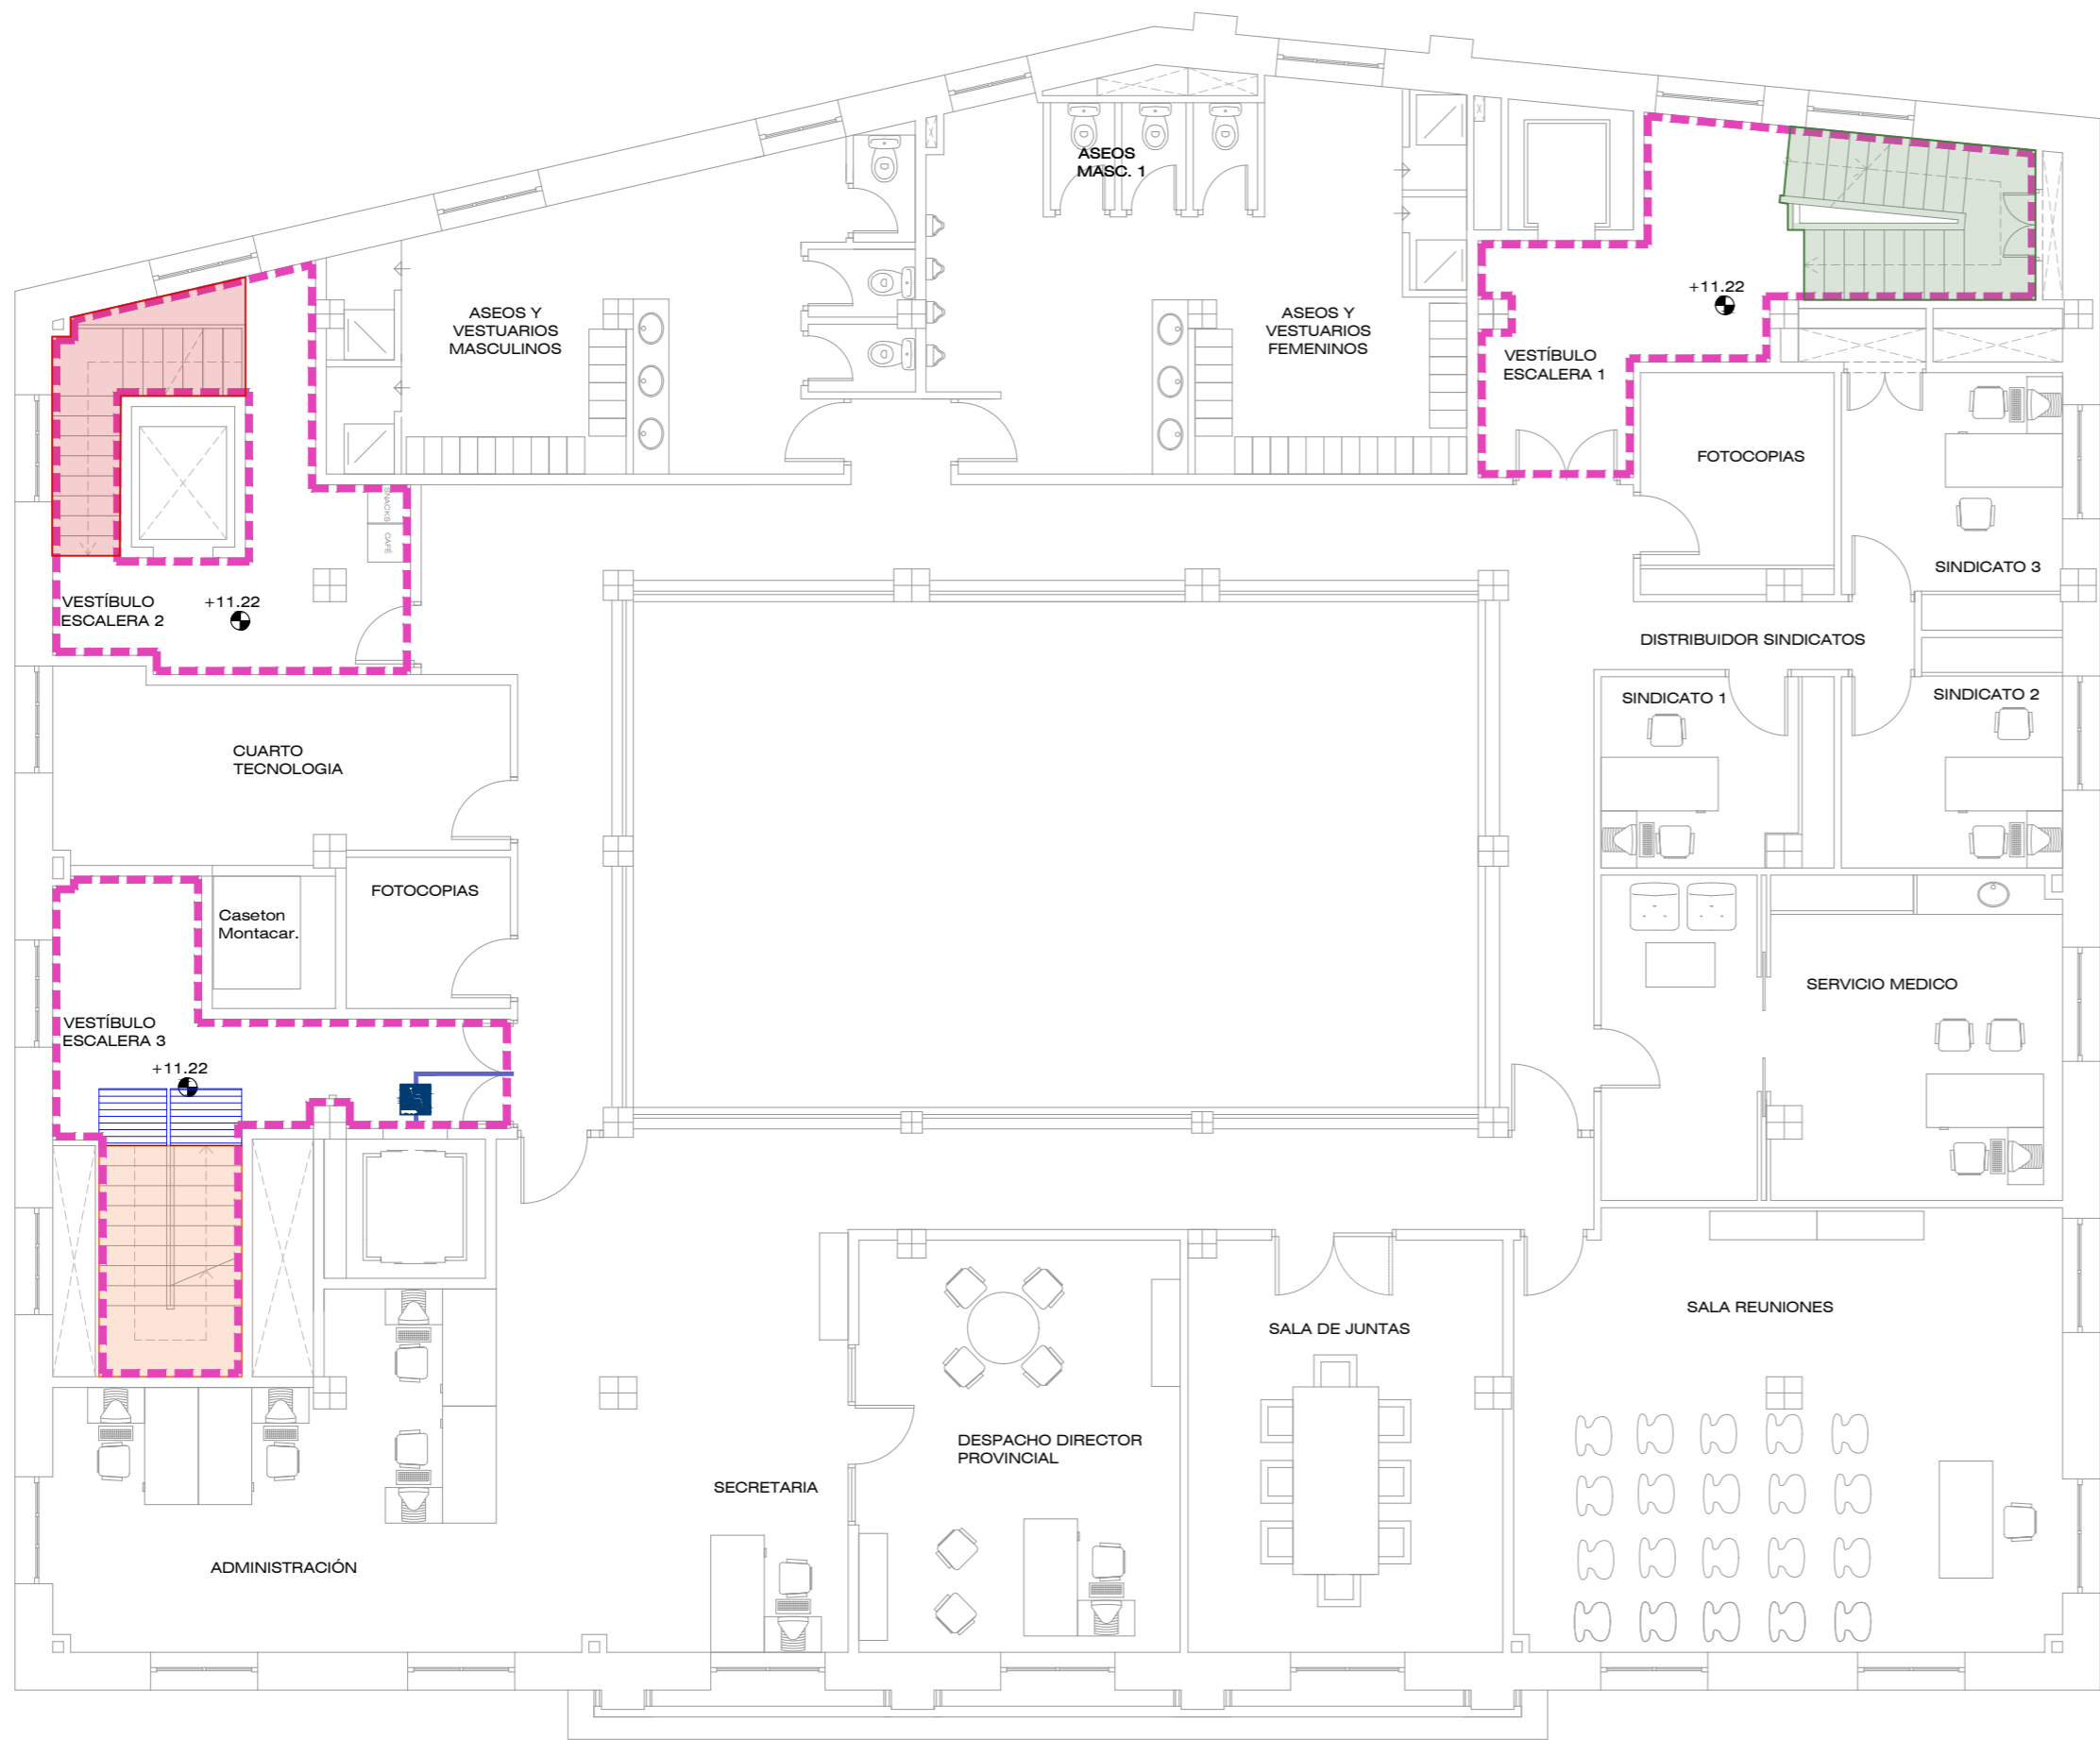 ASEOS
MASC. 1
+11.22
ASEOS Y
VESTUARIOS
MASCULINOS
ASEOS Y
VESTUARIOS
FEMENINOS
VESTÍBULO
ESCALERA 1
FOTOCOPIAS
SNACKS
CAFÉ
SINDICATO 3
VESTÍBULO
ESCALERA 2
+11.22
DISTRIBUIDOR SINDICATOS
SINDICATO 1
SINDICATO 2
CUARTO
TECNOLOGIA
FOTOCOPIAS
Caseton
Montacar.
SERVICIO MEDICO
VESTÍBULO
ESCALERA 3
+11.22
SALA REUNIONES
SALA DE JUNTAS
DESPACHO DIRECTOR
PROVINCIAL
SECRETARIA
ADMINISTRACIÓN